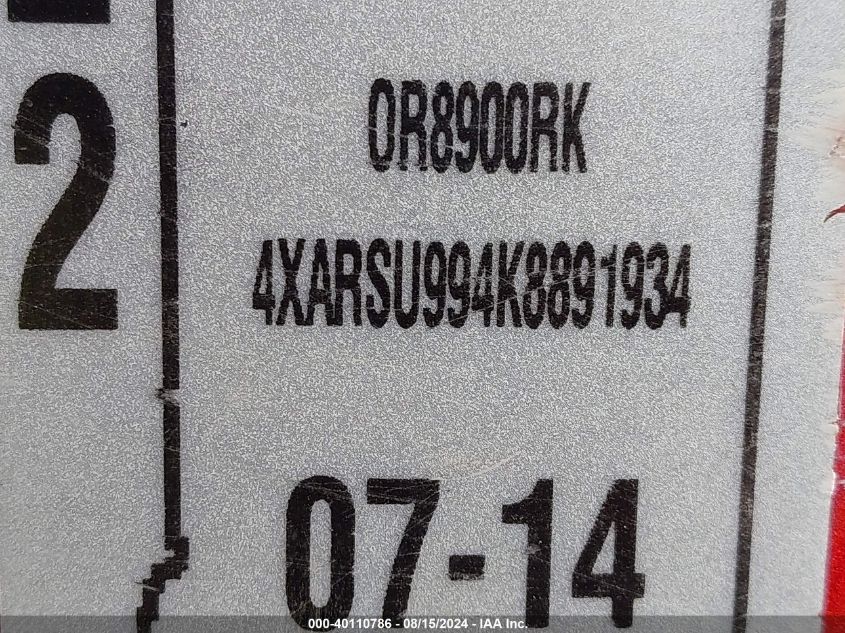 2
0R8900RK
4XARSU994K8891934
07-14
000-40110786 - 08/15/2024 - IAA Inc.